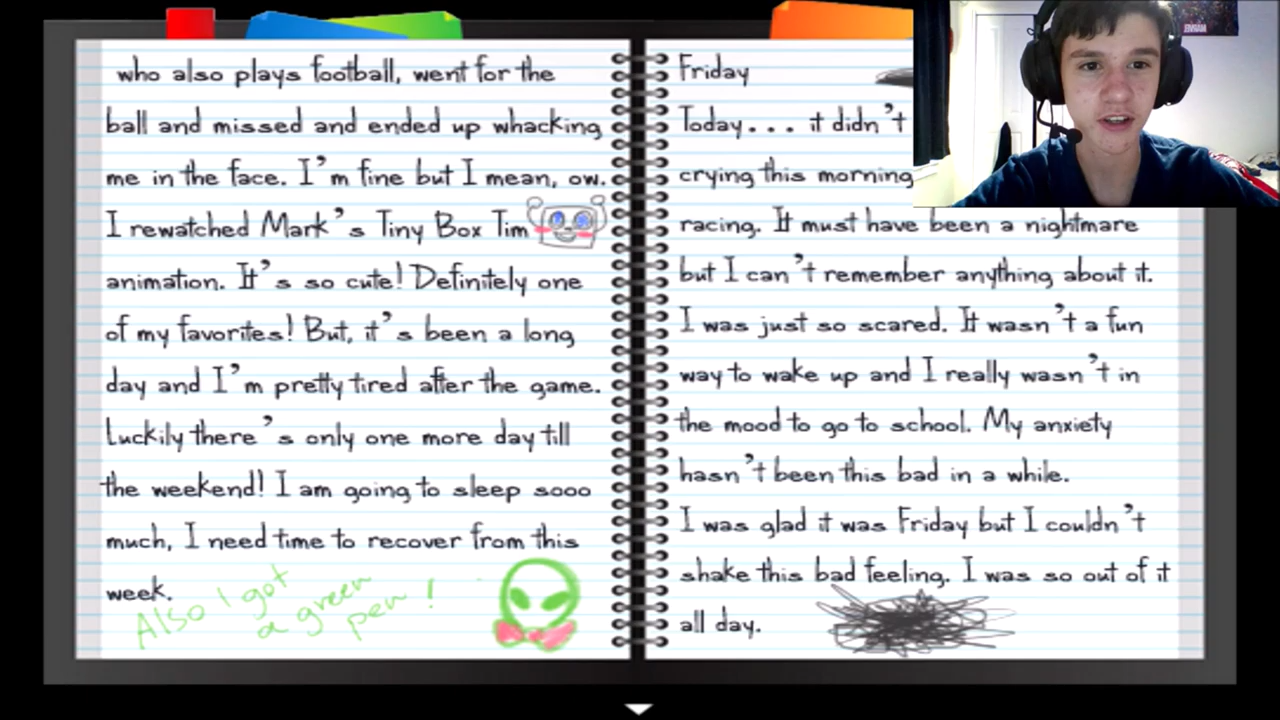 who also plays football, went for the
ball and missed and ended up whacking
me in the face. I'm fine but I mean, ow.
I rewatched Mark's Tiny Box Tim
animation. It's so cute! Definitely one
of my favorites! But, it's been a long
day and I'm pretty tired after the game.
Luckily there's only one more day till
the weekend! I am going to sleep sooo
much, I need time to recover from this
week.
Also I got
a green
pen!
Friday
Today... it didn't
crying this morning
racing. It must have been a nightmare
but I can't remember anything about it.
I was just so scared. It wasn't a fun
way to wake up and I really wasn't in
the mood to go to school. My anxiety
hasn't been this bad in a while.
I was glad it was Friday but I couldn't
shake this bad feeling. I was so out of it
all day.